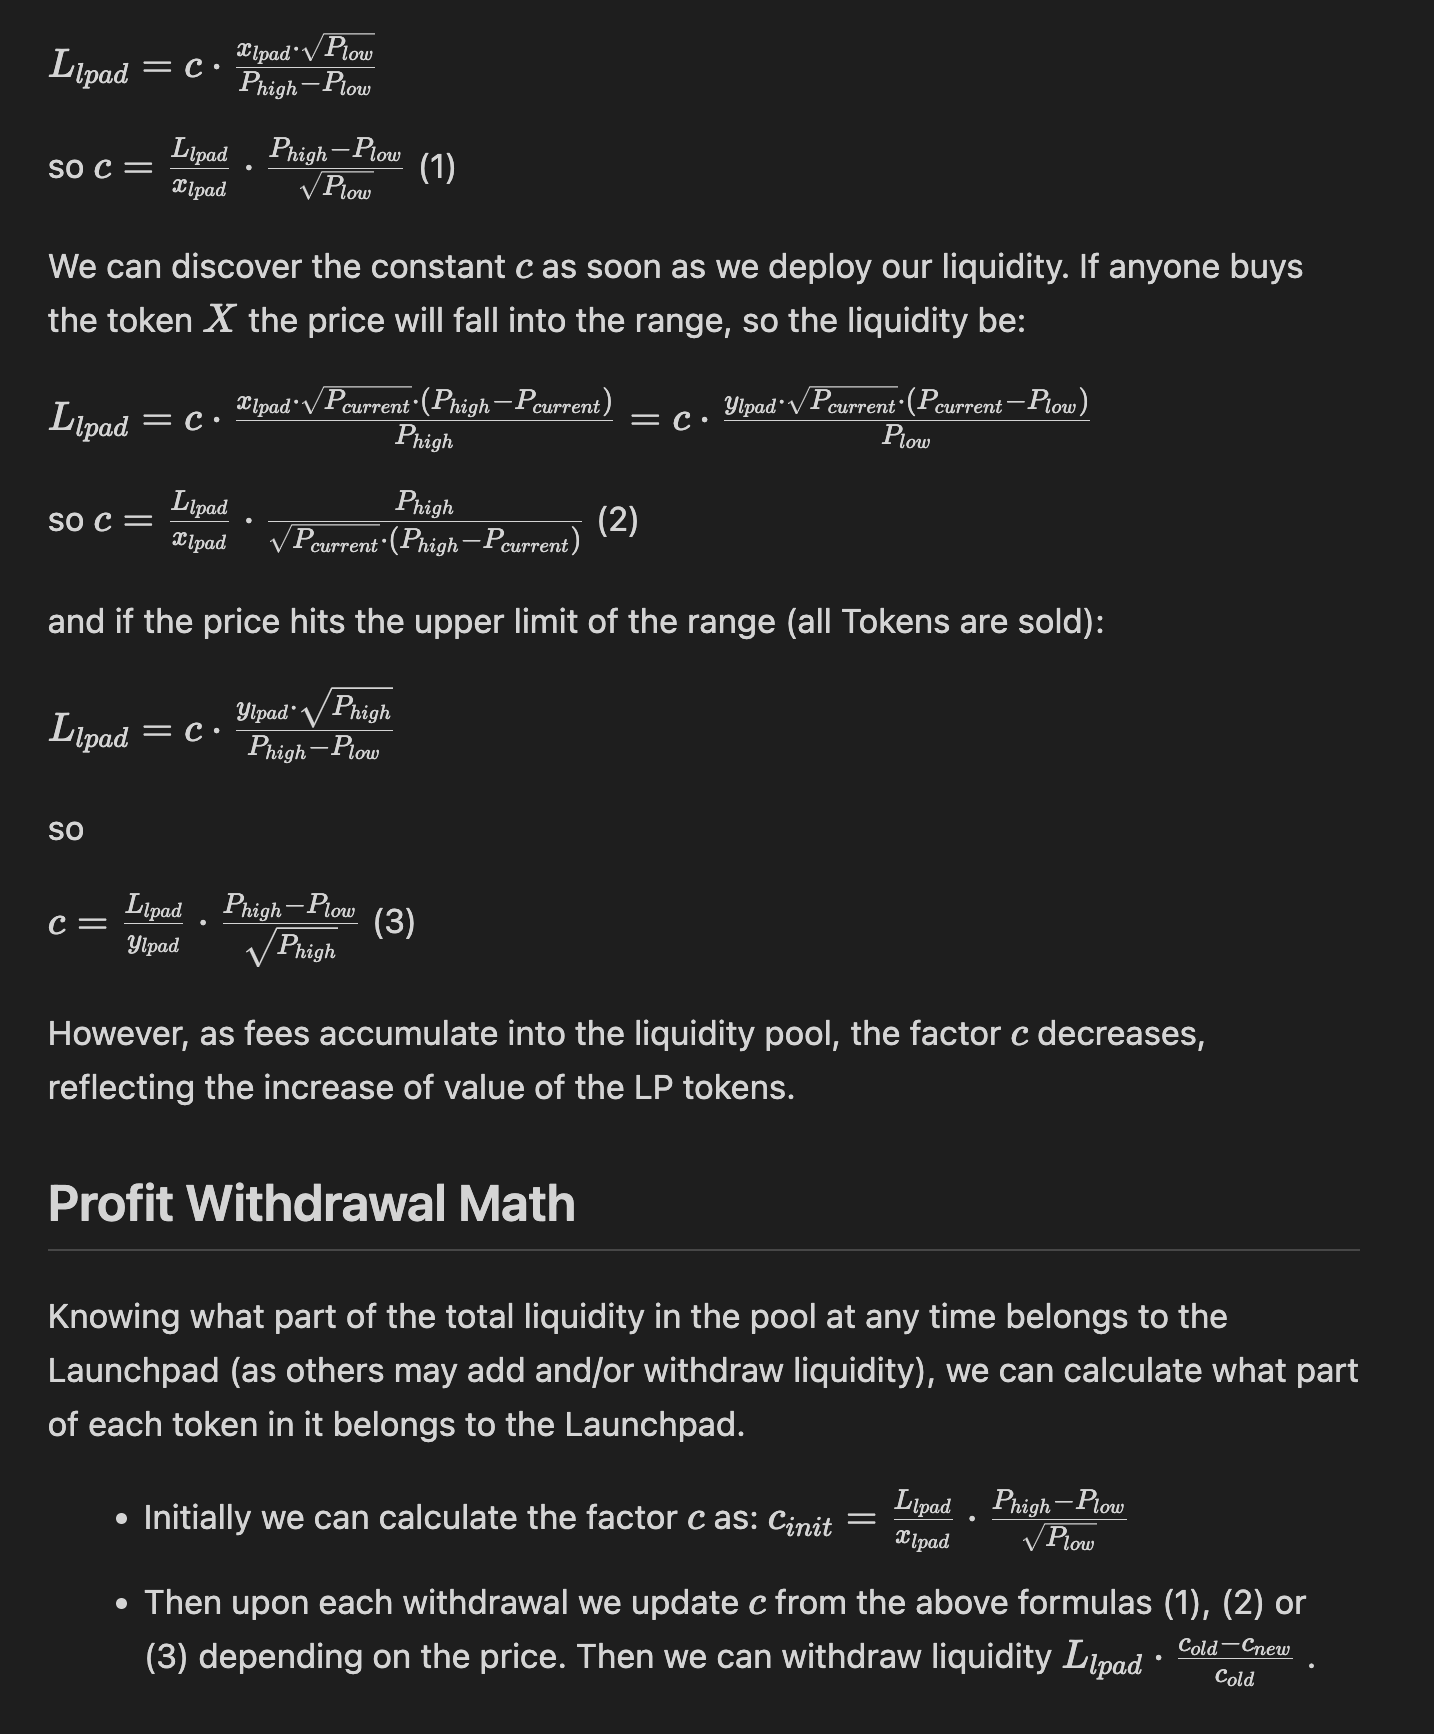 $L_{lpad} = c \cdot \frac{x_{lpad} \cdot \sqrt{P_{low}}}{P_{high} - P_{low}}$
so $c = \frac{L_{lpad}}{x_{lpad}} \cdot \frac{P_{high} - P_{low}}{\sqrt{P_{low}}}$ (1)
We can discover the constant $c$ as soon as we deploy our liquidity. If anyone buys
the token $X$ the price will fall into the range, so the liquidity be:
$L_{lpad} = c \cdot \frac{x_{lpad} \cdot \sqrt{P_{current}} \cdot (P_{high} - P_{current})}{P_{high}} = c \cdot \frac{y_{lpad} \cdot \sqrt{P_{current}} \cdot (P_{current} - P_{low})}{P_{low}}$
so $c = \frac{L_{lpad}}{x_{lpad}} \cdot \frac{P_{high}}{\sqrt{P_{current}} \cdot (P_{high} - P_{current})}$ (2)
and if the price hits the upper limit of the range (all Tokens are sold):
$L_{lpad} = c \cdot \frac{y_{lpad} \cdot \sqrt{P_{high}}}{P_{high} - P_{low}}$
so
$c = \frac{L_{lpad}}{y_{lpad}} \cdot \frac{P_{high} - P_{low}}{\sqrt{P_{high}}}$ (3)
However, as fees accumulate into the liquidity pool, the factor $c$ decreases,
reflecting the increase of value of the LP tokens.
Profit Withdrawal Math
Knowing what part of the total liquidity in the pool at any time belongs to the
Launchpad (as others may add and/or withdraw liquidity), we can calculate what part
of each token in it belongs to the Launchpad.
• Initially we can calculate the factor $c$ as: $c_{init} = \frac{L_{lpad}}{x_{lpad}} \cdot \frac{P_{high} - P_{low}}{\sqrt{P_{low}}}$
• Then upon each withdrawal we update $c$ from the above formulas (1), (2) or
(3) depending on the price. Then we can withdraw liquidity $L_{lpad} \cdot \frac{c_{old} - c_{new}}{c_{old}}$ .